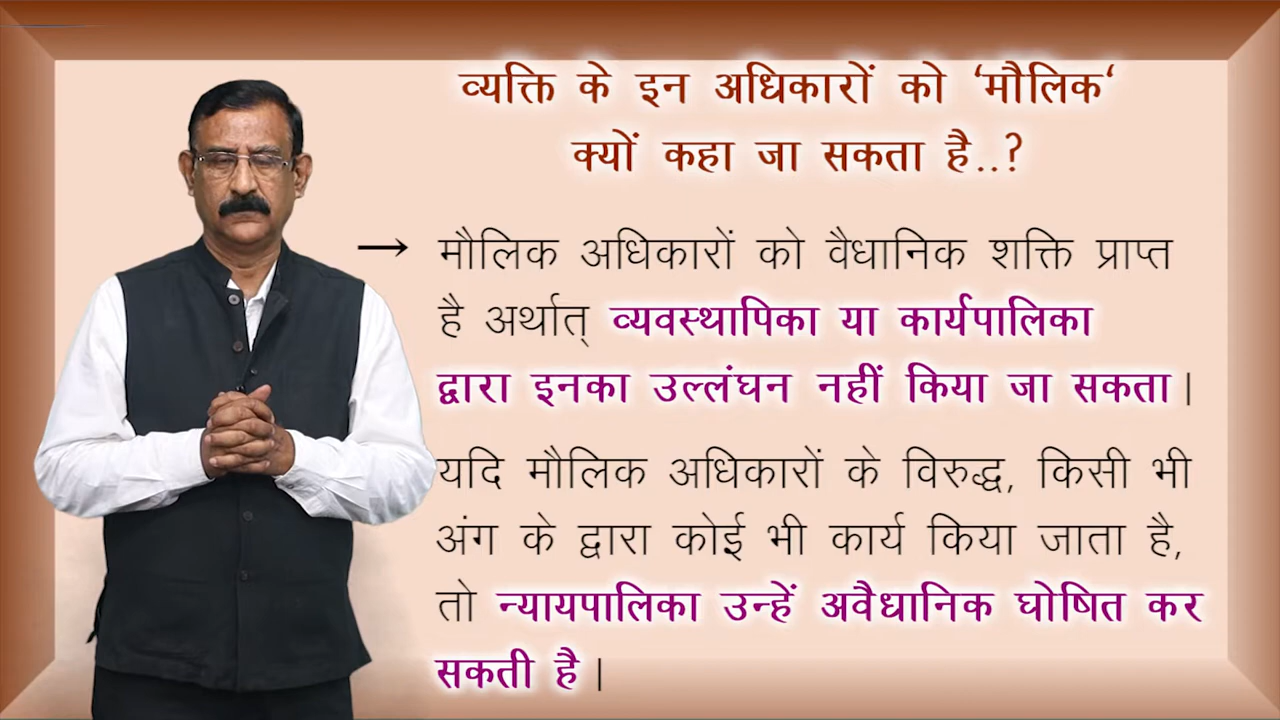 व्यक्ति के इन अधिकारों को ‘मौलिक‘
क्यों कहा जा सकता है..?
→ मौलिक अधिकारों को वैधानिक शक्ति प्राप्त
है अर्थात् व्यवस्थापिका या कार्यपालिका
द्वारा इनका उल्लंघन नहीं किया जा सकता |
यदि मौलिक अधिकारों के विरुद्ध, किसी भी
अंग के द्वारा कोई भी कार्य किया जाता है,
तो न्यायपालिका उन्हें अवैधानिक घोषित कर
सकती है |